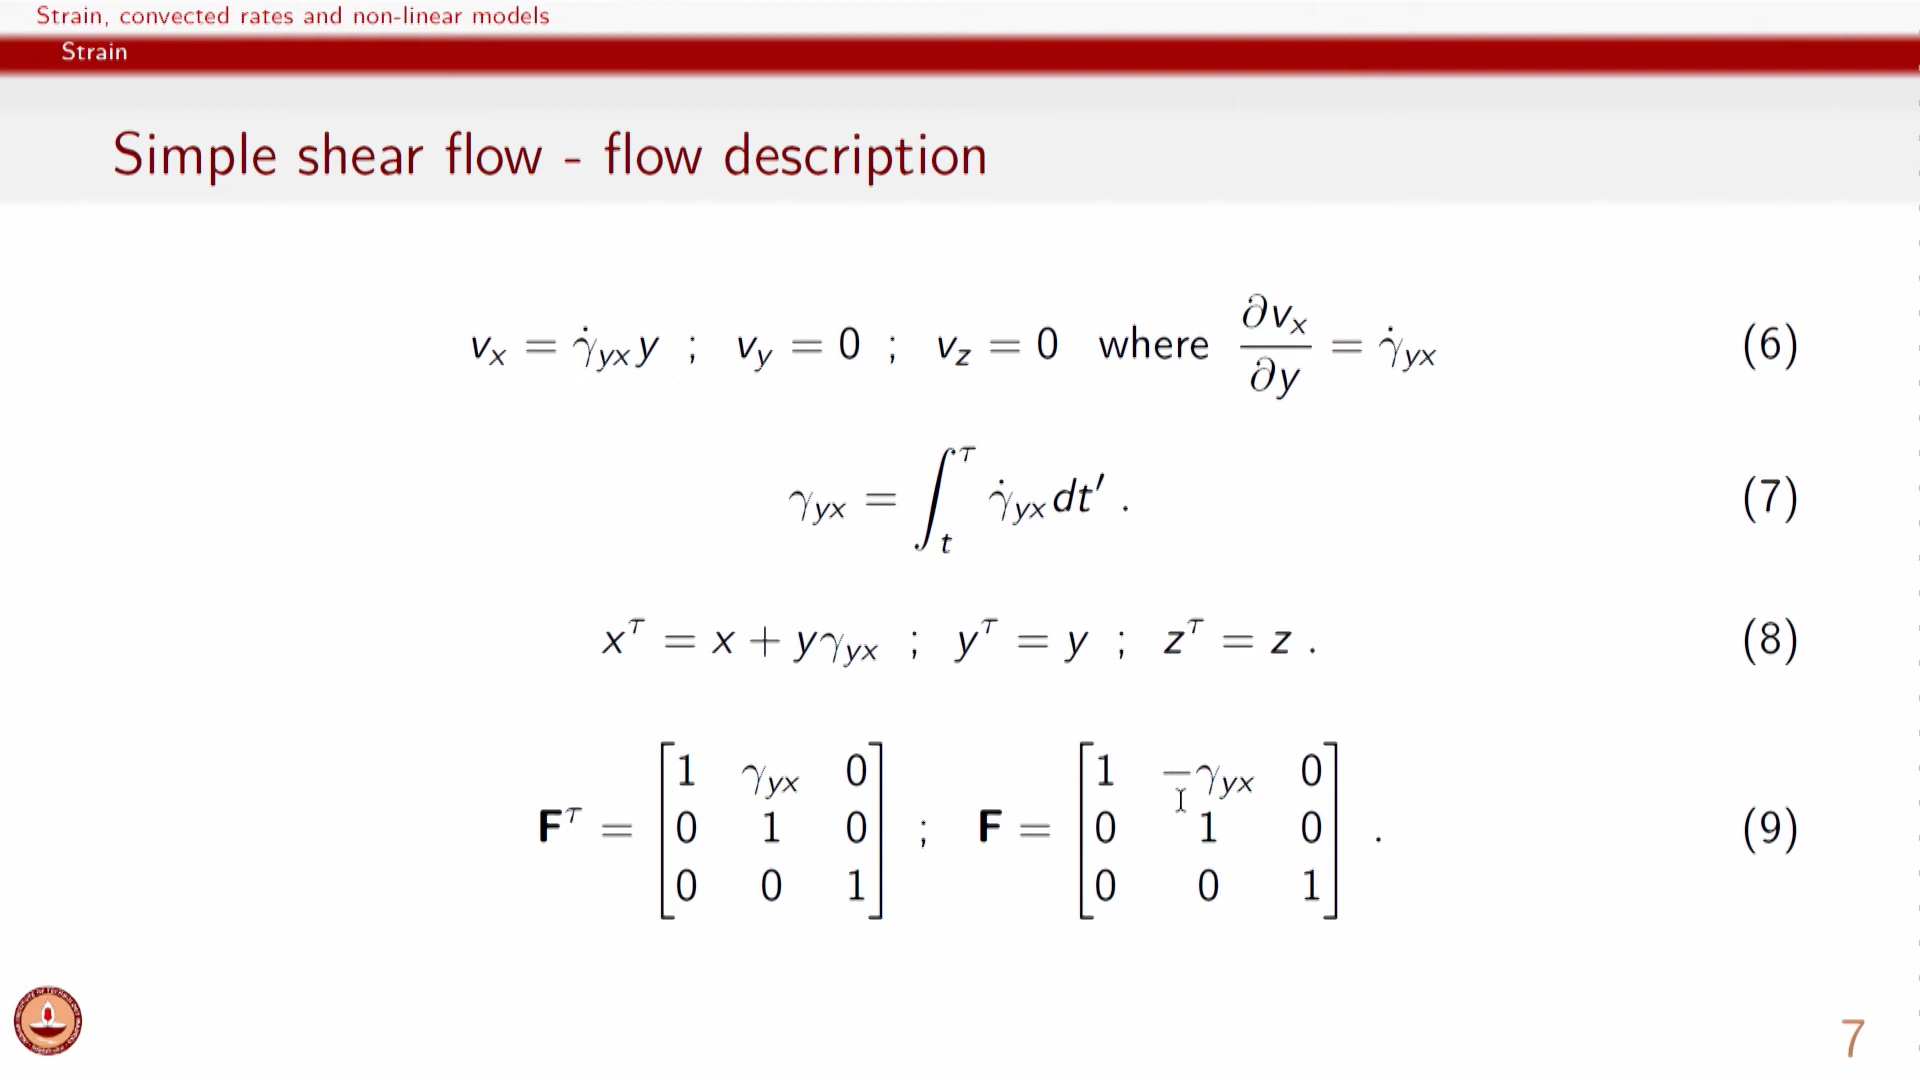 Strain, convected rates and non-linear models
Strain
Simple shear flow - flow description
v_x = γ̇_yx y ; v_y = 0 ; v_z = 0 where ∂v_x/∂y = γ̇_yx (6)
γ_yx = ∫_t^τ γ̇_yx dt′ . (7)
x^τ = x + yγ_yx ; y^τ = y ; z^τ = z . (8)
F^τ = [1 γ_yx 0; 0 1 0; 0 0 1] ; F = [1 −γ_yx 0; 0 1 0; 0 0 1] . (9)
7